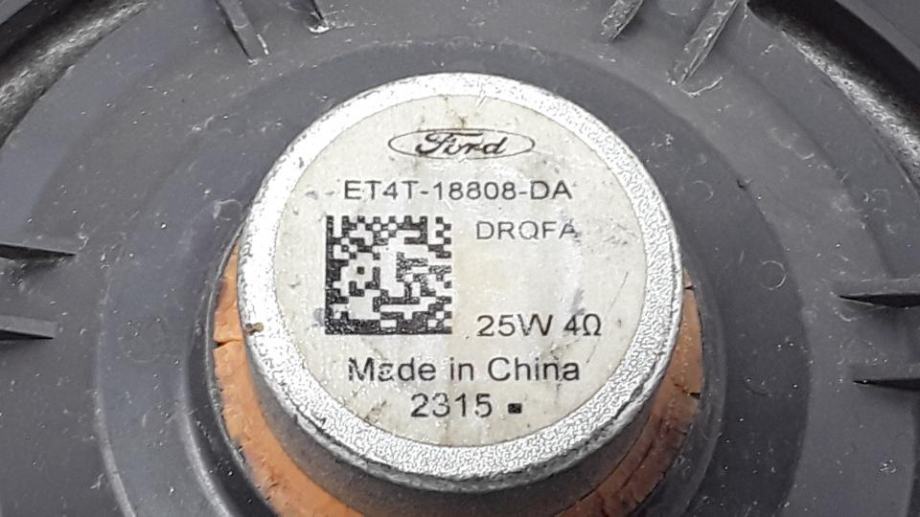 Ford
ET4T-18808-DA
DRQFA
25W 4Ω
Made in China
2315